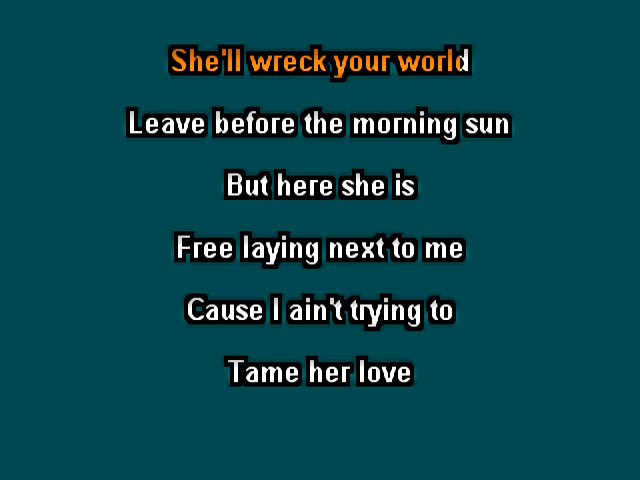 She'll wreck your world
Leave before the morning sun
But here she is
Free laying next to me
Cause I ain't trying to
Tame her love